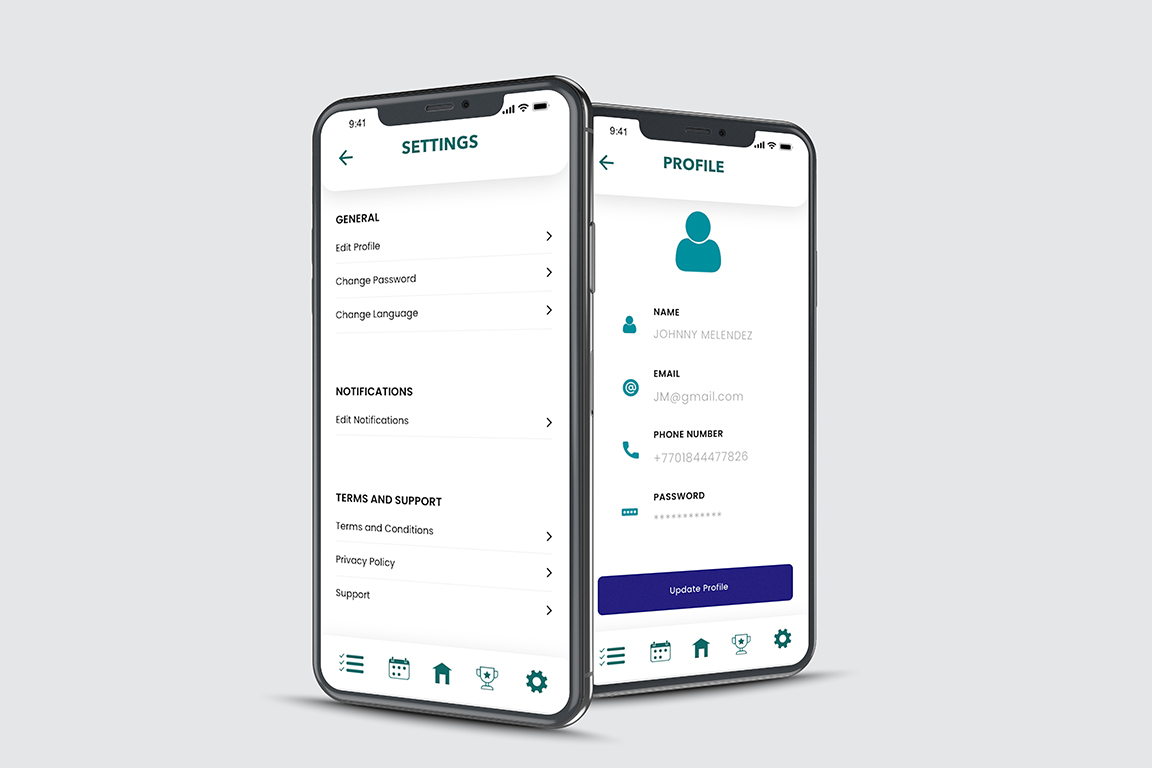 9:41
SETTINGS
GENERAL
Edit Profile
Change Password
Change Language
NOTIFICATIONS
Edit Notifications
TERMS AND SUPPORT
Terms and Conditions
Privacy Policy
Support
9:41
PROFILE
NAME
JOHNNY MELENDEZ
EMAIL
JM@gmail.com
PHONE NUMBER
+7701844477826
PASSWORD
************
Update Profile